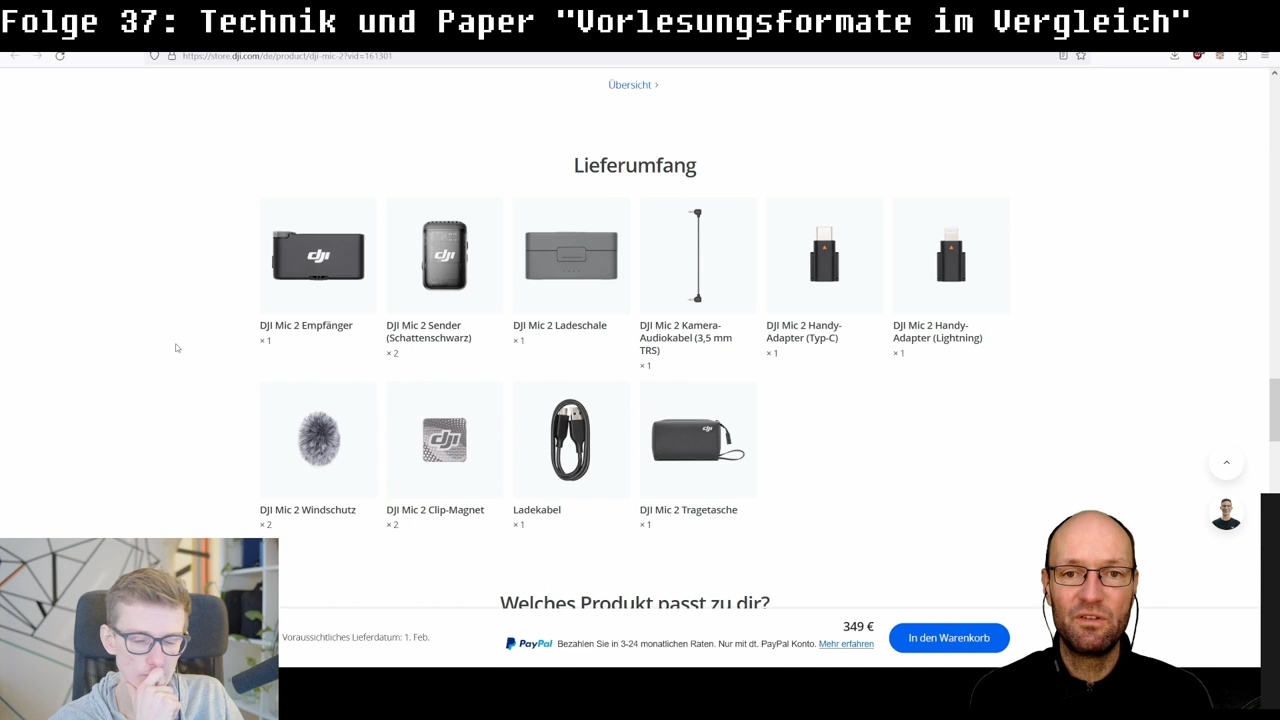 Folge 37: Technik und Paper "Vorlesungsformate im Vergleich"
https://store.dji.com/de/product/dji-mic-2?vid=161301
Übersicht >
Lieferumfang
dji
dji
DJI Mic 2 Empfänger
× 1
DJI Mic 2 Sender
(Schattenschwarz)
× 2
DJI Mic 2 Ladeschale
× 1
DJI Mic 2 Kamera-
Audiokabel (3,5 mm
TRS)
× 1
DJI Mic 2 Handy-
Adapter (Typ-C)
× 1
DJI Mic 2 Handy-
Adapter (Lightning)
× 1
dji
dji
DJI Mic 2 Windschutz
× 2
DJI Mic 2 Clip-Magnet
× 2
Ladekabel
× 1
DJI Mic 2 Tragetasche
× 1
Welches Produkt passt zu dir?
Voraussichtliches Lieferdatum: 1. Feb.
349 €
PayPal Bezahlen Sie in 3-24 monatlichen Raten. Nur mit dt. PayPal Konto. Mehr erfahren
In den Warenkorb